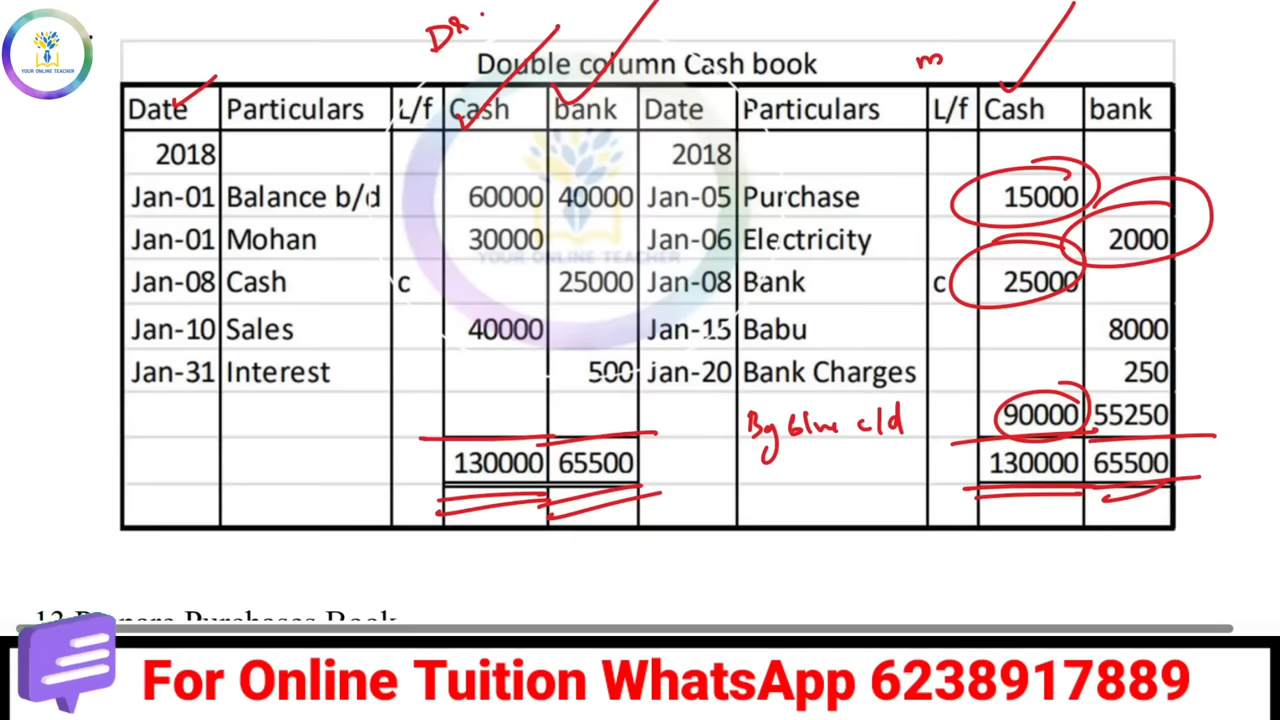 YOUR ONLINE TEACHER
Dr.
Double column Cash book
Date Particulars L/f Cash bank Date Particulars L/f Cash bank
2018 2018
Jan-01 Balance b/d 60000 40000 Jan-05 Purchase 15000
Jan-01 Mohan 30000 Jan-06 Electricity 2000
YOUR ONLINE TEACHER
Jan-08 Cash c 25000 Jan-08 Bank c 25000
Jan-10 Sales 40000 Jan-15 Babu 8000
Jan-31 Interest 500 Jan-20 Bank Charges 250
By c/d 90000 55250
130000 65500 130000 65500
For Online Tuition WhatsApp 6238917889